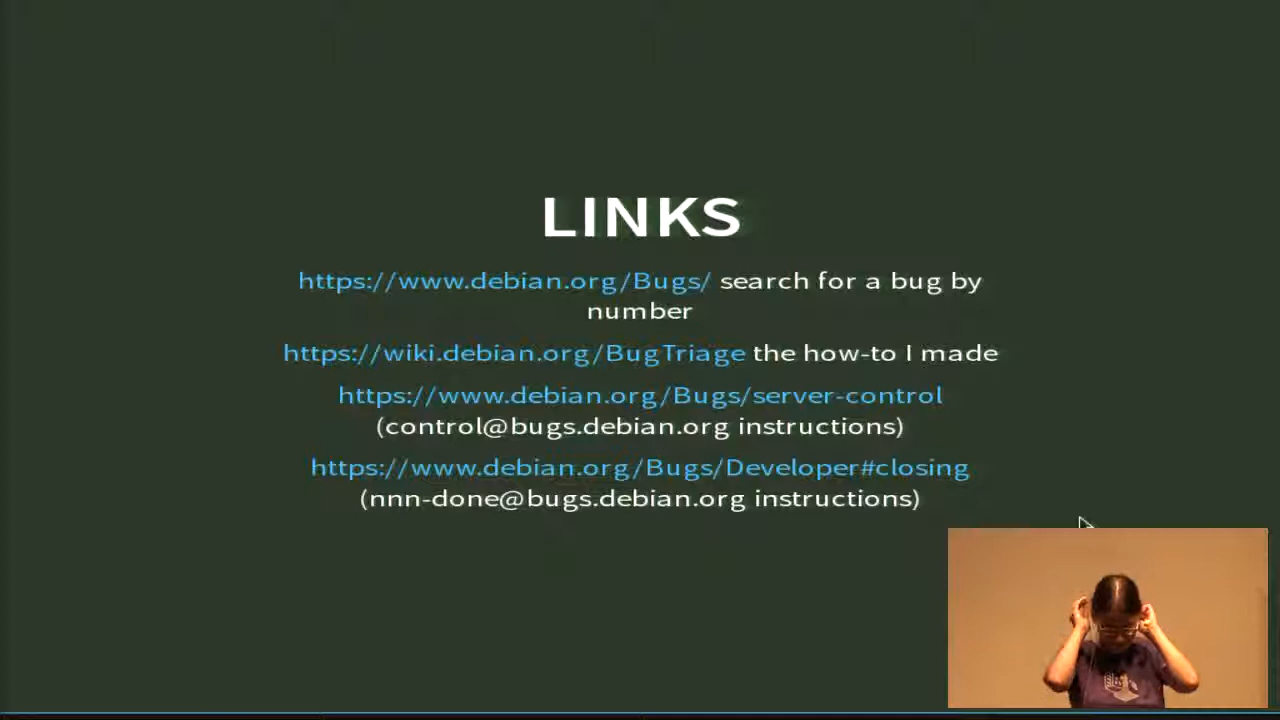 LINKS
https://www.debian.org/Bugs/ search for a bug by
number
https://wiki.debian.org/BugTriage the how-to I made
https://www.debian.org/Bugs/server-control
(control@bugs.debian.org instructions)
https://www.debian.org/Bugs/Developer#closing
(nnn-done@bugs.debian.org instructions)